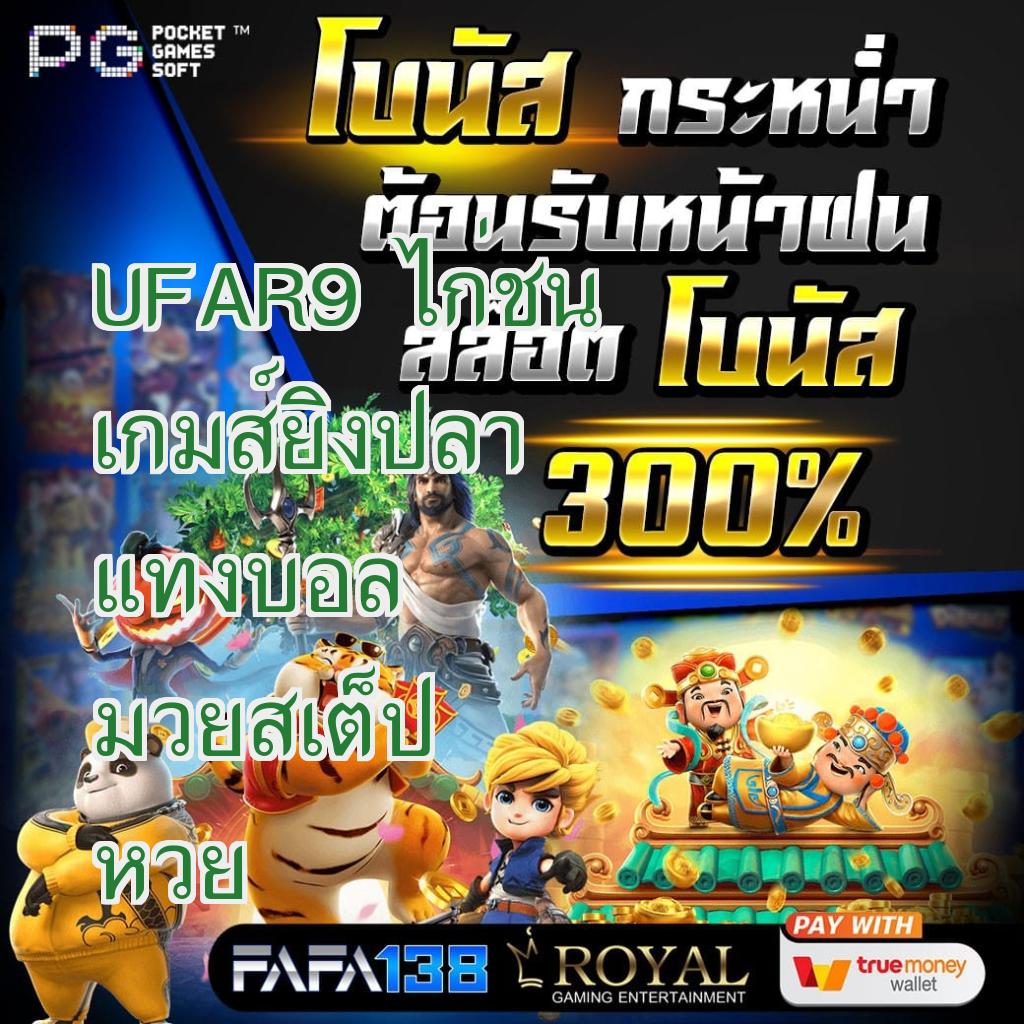 PG POCKET GAMES SOFT™
โบนัส กระหน่ำ
ต้อนรับหน้าฝน
สล็อต โบนัส
300%
UFAR9 ไก่ชน
เกมส์ยิงปลา
แทงบอล
มวยสเต็ป
หวย
FAFA138
ROYAL
GAMING ENTERTAINMENT
PAY WITH
truemoney
wallet